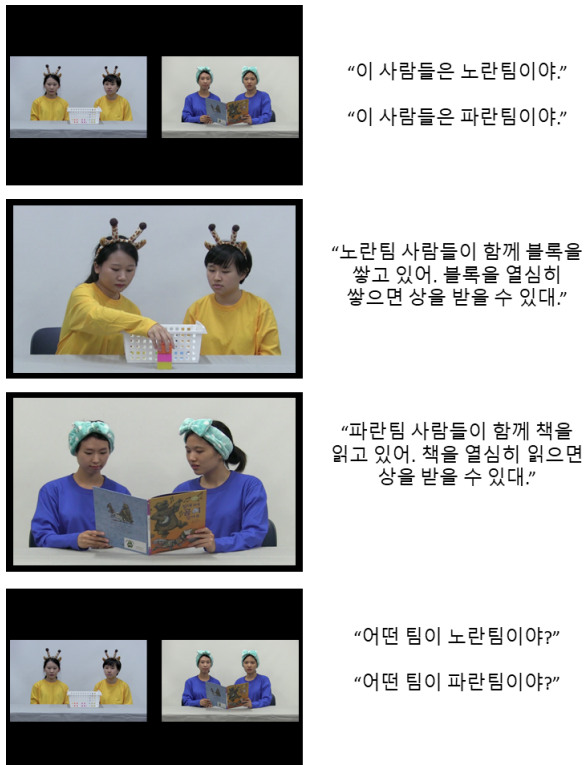 “이 사람들은 노란팀이야.”
“이 사람들은 파란팀이야.”
“노란팀 사람들이 함께 블록을
쌓고 있어. 블록을 열심히
쌓으면 상을 받을 수 있대.”
“파란팀 사람들이 함께 책을
읽고 있어. 책을 열심히 읽으면
상을 받을 수 있대.”
“어떤 팀이 노란팀이야?”
“어떤 팀이 파란팀이야?”